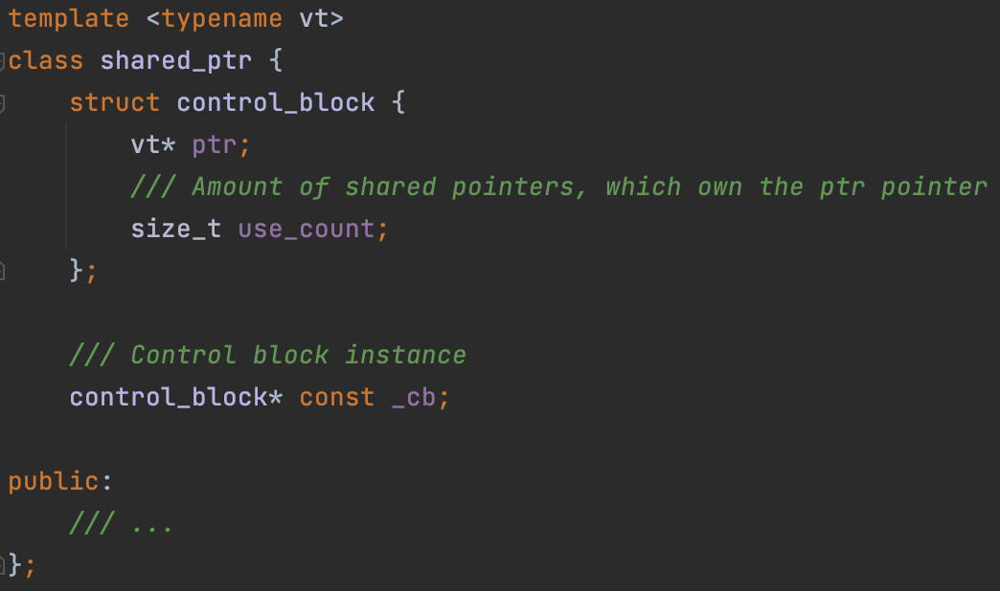 template <typename vt>
class shared_ptr {
    struct control_block {
        vt* ptr;
        /// Amount of shared pointers, which own the ptr pointer
        size_t use_count;
    };

    /// Control block instance
    control_block* const _cb;

public:
    /// ...
};